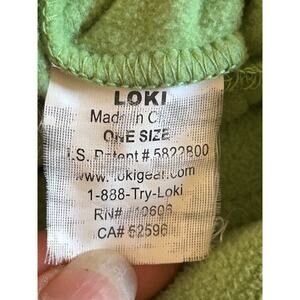 LOKI
Made in C
ONE SIZE
U.S. Patent # 5822800
www.lokigear.com
1-888-Try-Loki
RN#
CA# 52596